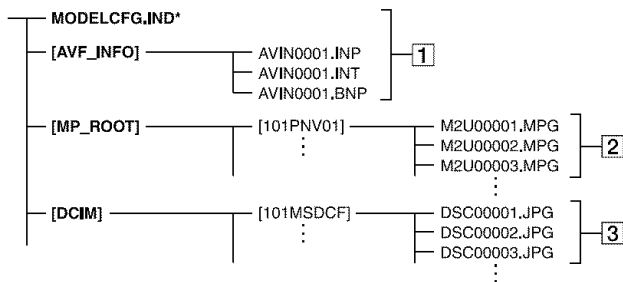 MODELCFG.IND*
[AVF_INFO] AVIN0001.INP 1
AVIN0001.INT
AVIN0001.BNP
[MP_ROOT] [101PNV01] M2U00001.MPG
M2U00002.MPG 2
M2U00003.MPG
[DCIM] [101MSDCF] DSC00001.JPG
DSC00002.JPG 3
DSC00003.JPG